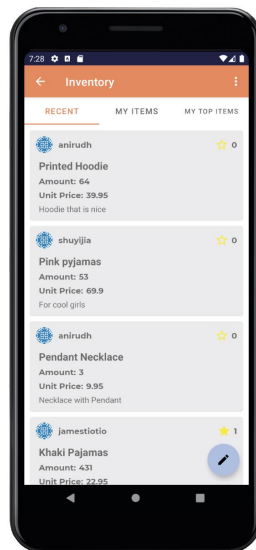 7:28
Inventory
RECENT MY ITEMS MY TOP ITEMS
anirudh 0
Printed Hoodie
Amount: 64
Unit Price: 39.95
Hoodie that is nice
shuyijia 0
Pink pyjamas
Amount: 53
Unit Price: 69.9
For cool girls
anirudh 0
Pendant Necklace
Amount: 3
Unit Price: 9.95
Necklace with Pendant
jamestiotio 1
Khaki Pajamas
Amount: 431
Unit Price: 22.95